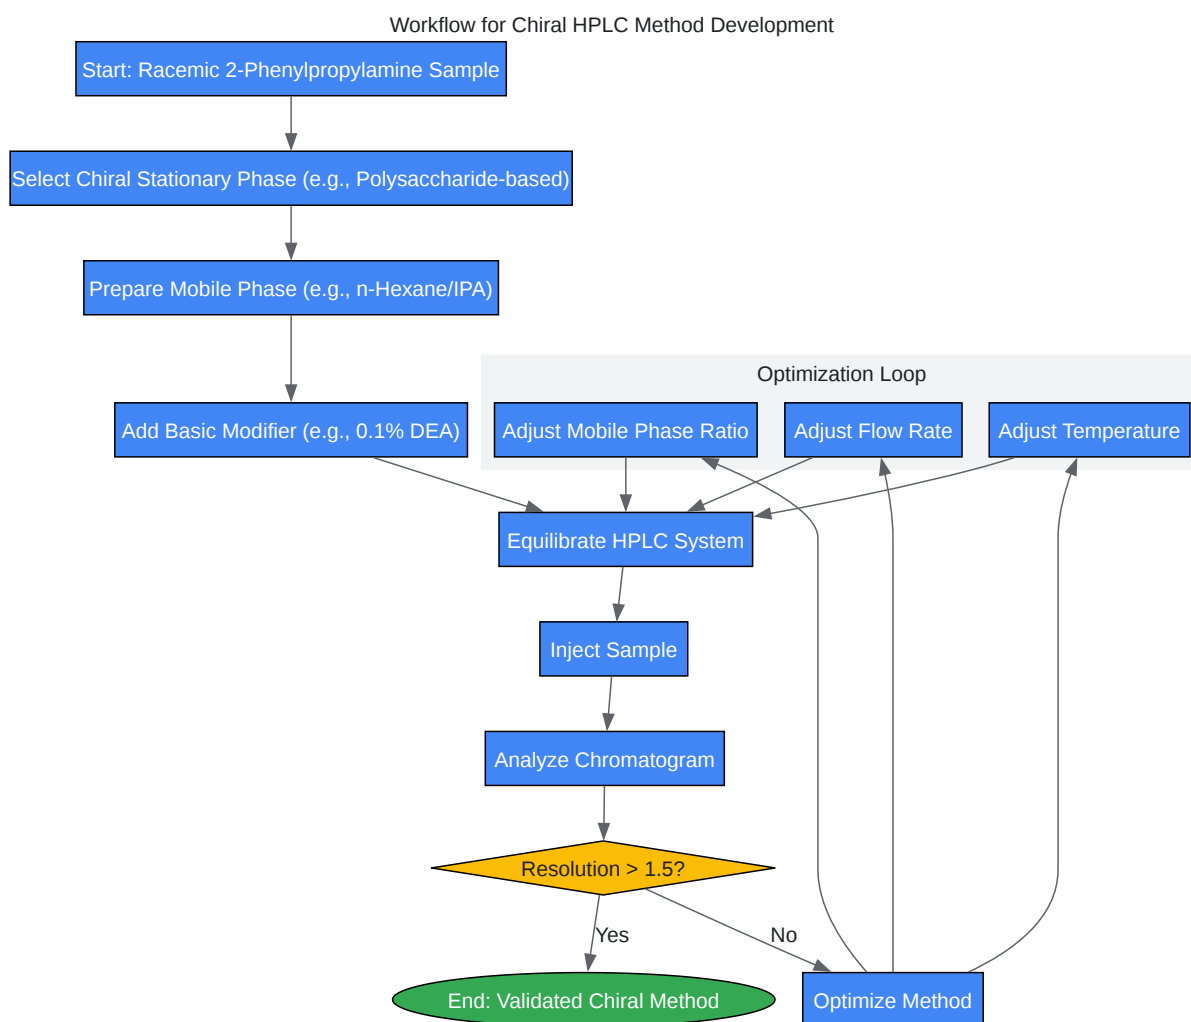 Workflow for Chiral HPLC Method Development
Start: Racemic 2-Phenylpropylamine Sample
Select Chiral Stationary Phase (e.g., Polysaccharide-based)
Prepare Mobile Phase (e.g., n-Hexane/IPA)
Optimization Loop
Add Basic Modifier (e.g., 0.1% DEA)
Adjust Mobile Phase Ratio
Adjust Flow Rate
Adjust Temperature
Equilibrate HPLC System
Inject Sample
Analyze Chromatogram
Resolution > 1.5?
Yes
No
End: Validated Chiral Method
Optimize Method